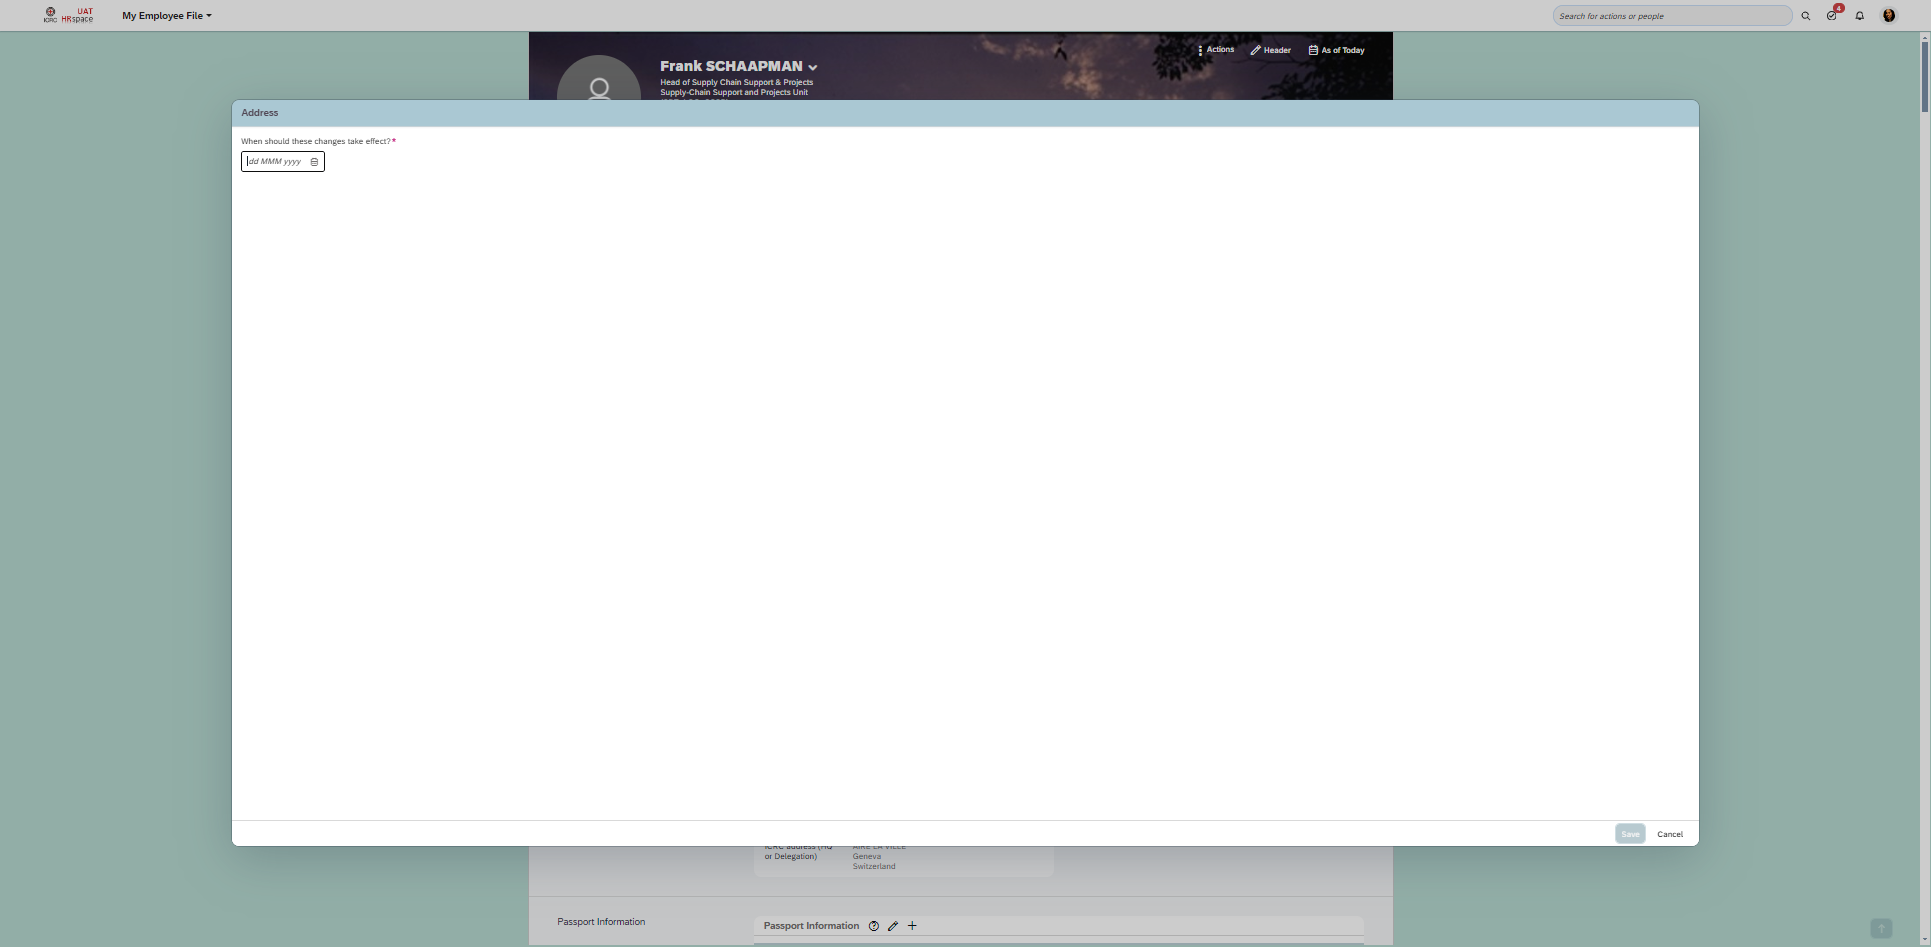 UAT
ICRC HRspace
My Employee File
Search for actions or people
4
Actions
Header
As of Today
Frank SCHAAPMAN
Head of Supply Chain Support & Projects
Supply-Chain Support and Projects Unit
Address
When should these changes take effect?*
dd MMM yyyy
Save
Cancel
ICRC address (HQ
or Delegation)
AIRE LA VILLE
Geneva
Switzerland
Passport Information
Passport Information